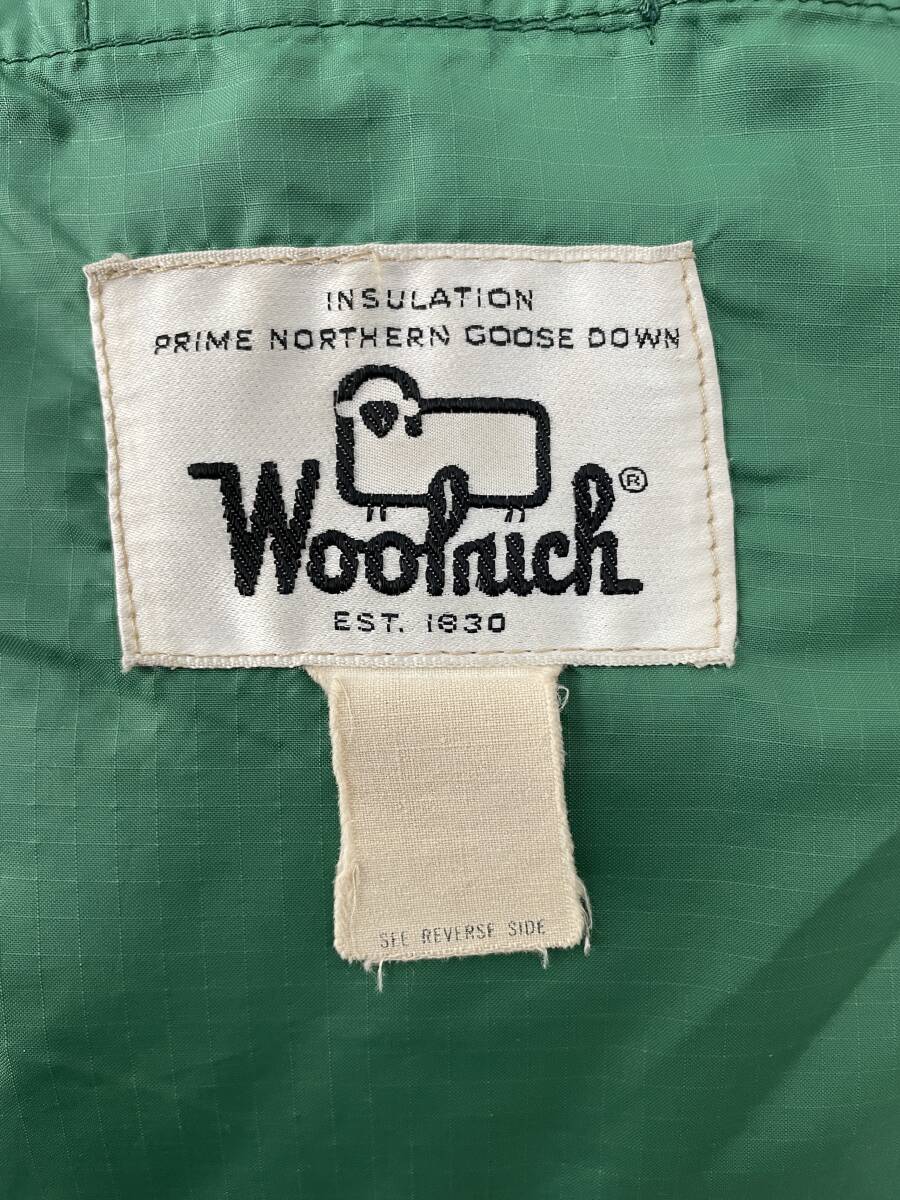 INSULATION
PRIME NORTHERN GOOSE DOWN
Woolrich®
EST. 1830
SEE REVERSE SIDE